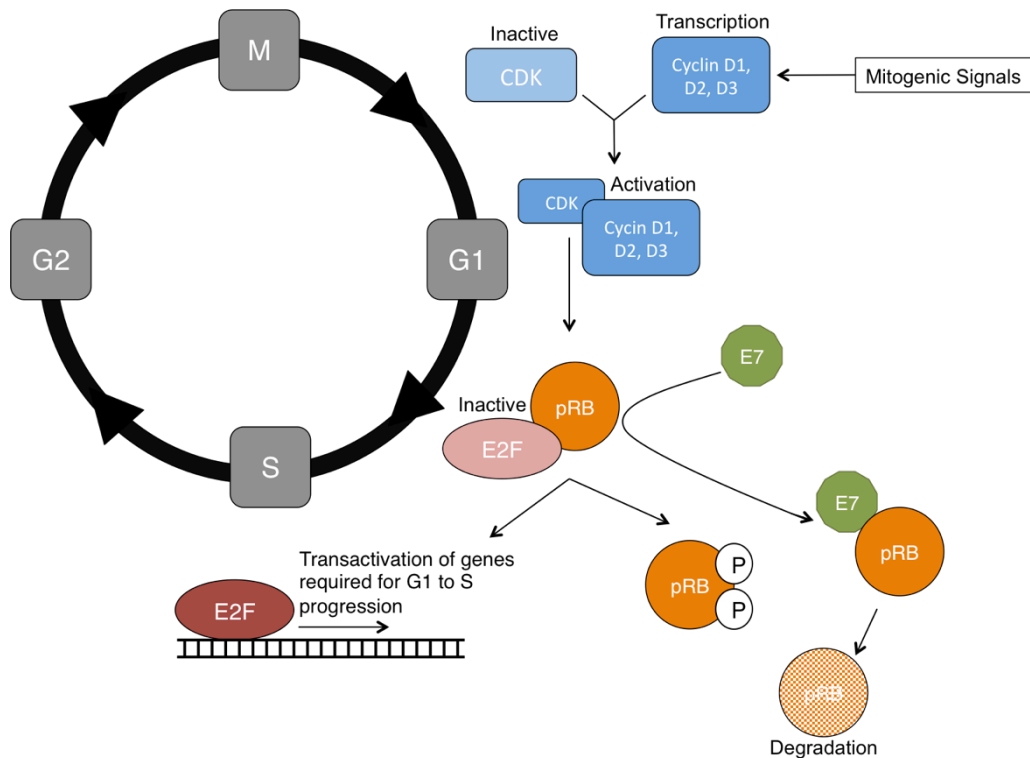 M
G1
S
G2
Inactive
CDK
Transcription
Cyclin D1,
D2, D3
Mitogenic Signals
Activation
CDK
Cycin D1,
D2, D3
E7
Inactive
pRB
E2F
E7
pRB
P
pRB
P
Transactivation of genes
required for G1 to S
progression
E2F
pRB
Degradation